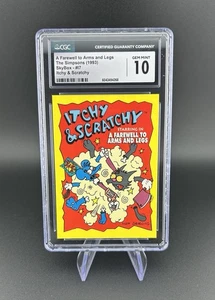 CGC
CERTIFIED GUARANTY COMPANY
A Farewell to Arms and Legs
The Simpsons (1993)
SkyBox - #I7
Itchy & Scratchy
GEM MINT
10
ITCHY
& SCRATCHY
STARRING IN
A FAREWELL TO
ARMS AND LEGS